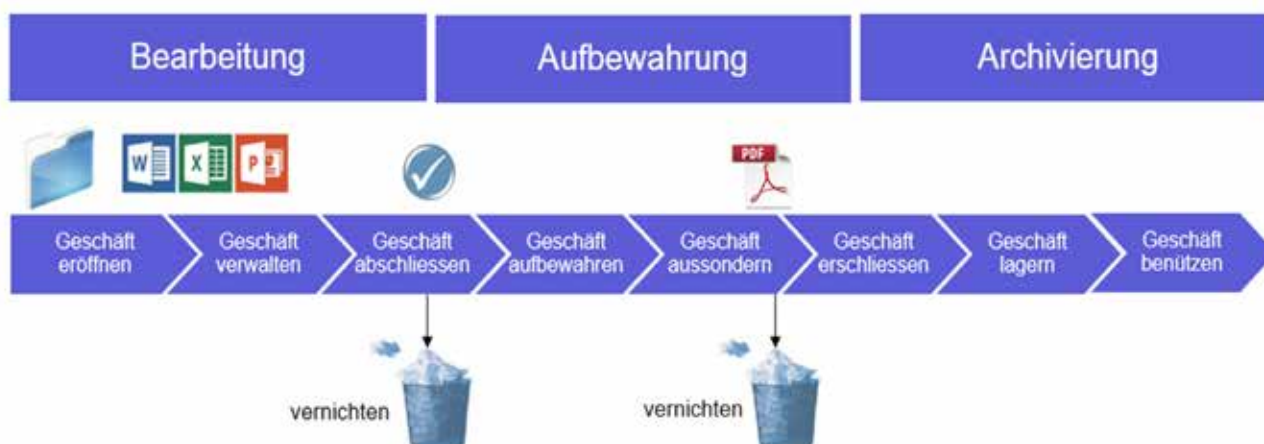 Bearbeitung
Aufbewahrung
Archivierung
W
X
P
PDF
Geschäft
eröffnen
Geschäft
verwalten
Geschäft
abschliessen
Geschäft
aufbewahren
Geschäft
aussondern
Geschäft
erschliessen
Geschäft
lagern
Geschäft
benützen
vernichten
vernichten